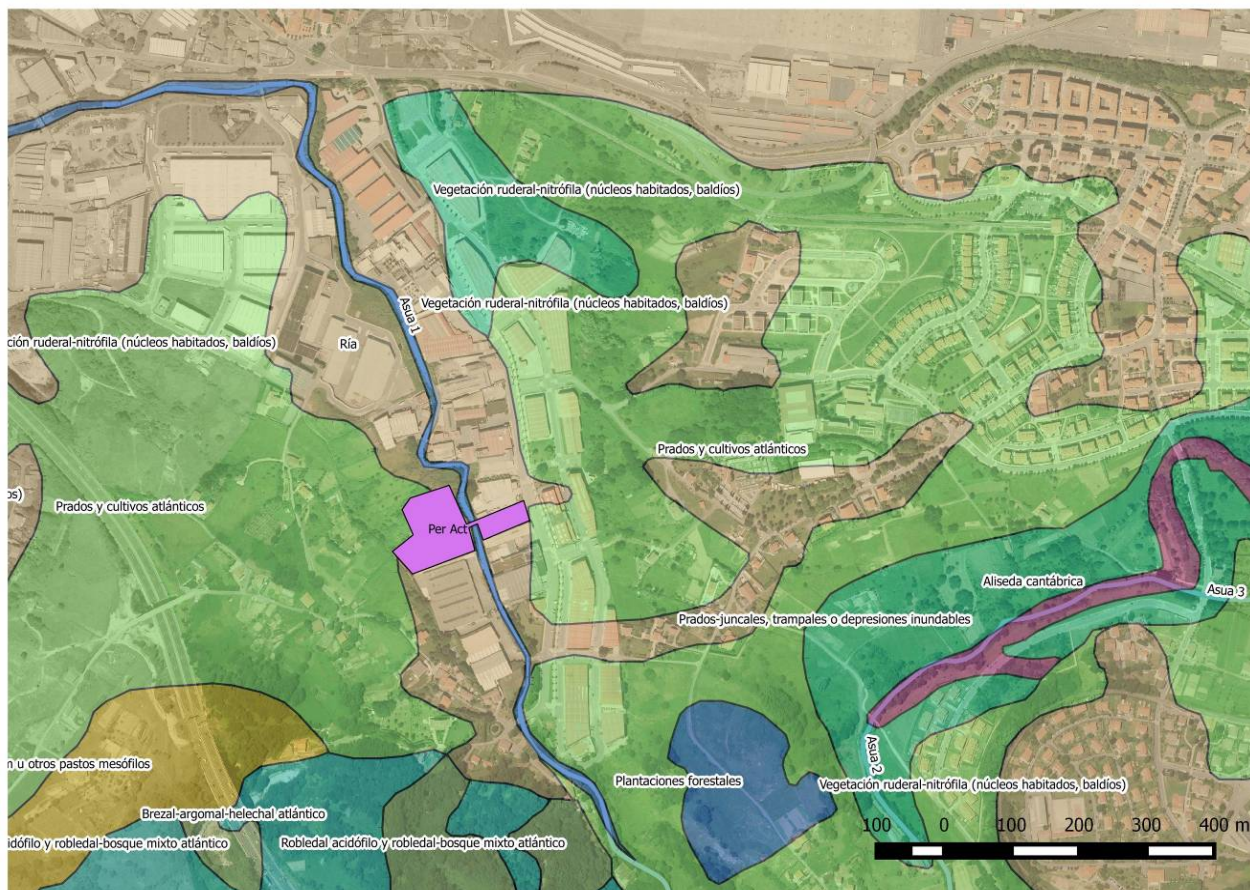 Vegetación ruderal-nitrófila (núcleos habitados, baldíos)
Asua 1
Vegetación ruderal-nitrófila (núcleos habitados, baldíos)
ción ruderal-nitrófila (núcleos habitados, baldíos)
Ría
Prados y cultivos atlánticos
os)
Prados y cultivos atlánticos
Per Act
Aliseda cantábrica
Asua 3
Prados-juncales, trampales o depresiones inundables
Asua 2
m u otros pastos mesófilos
Plantaciones forestales
Vegetación ruderal-nitrófila (núcleos habitados, baldíos)
Brezal-argomal-helechal atlántico
idófilo y robledal-bosque mixto atlántico
Robledal acidófilo y robledal-bosque mixto atlántico
100 0 100 200 300 400 m